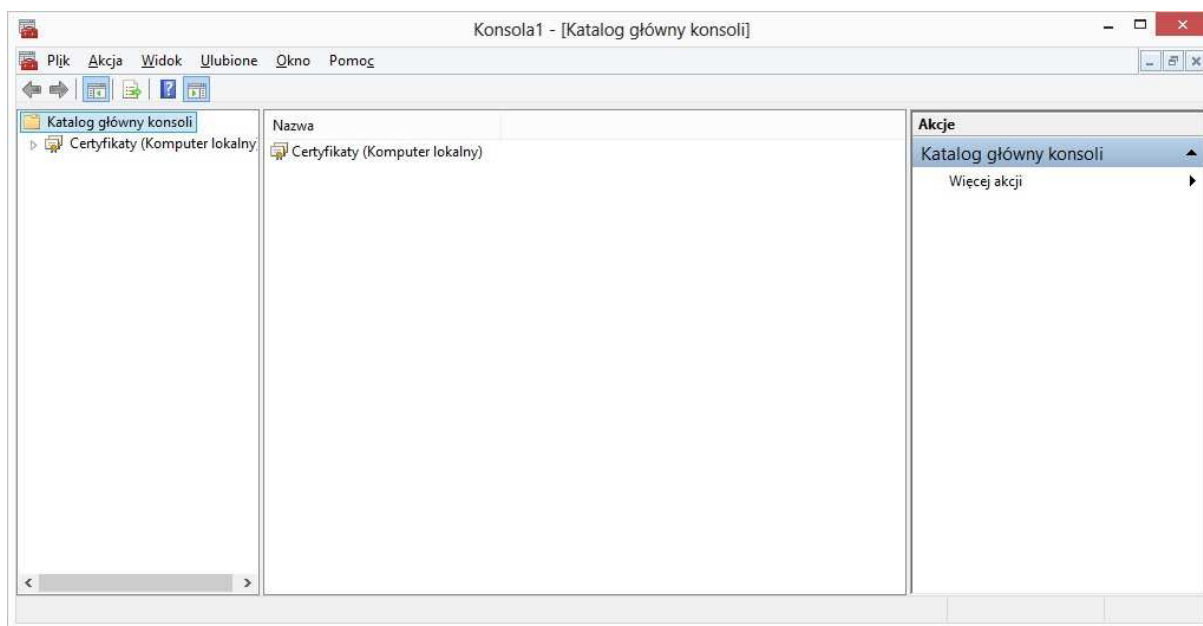 Konsola1 - [Katalog główny konsoli]
Plik Akcja Widok Ulubione Okno Pomoc
Katalog główny konsoli
Certyfikaty (Komputer lokalny)
Nazwa
Certyfikaty (Komputer lokalny)
Akcje
Katalog główny konsoli
Więcej akcji